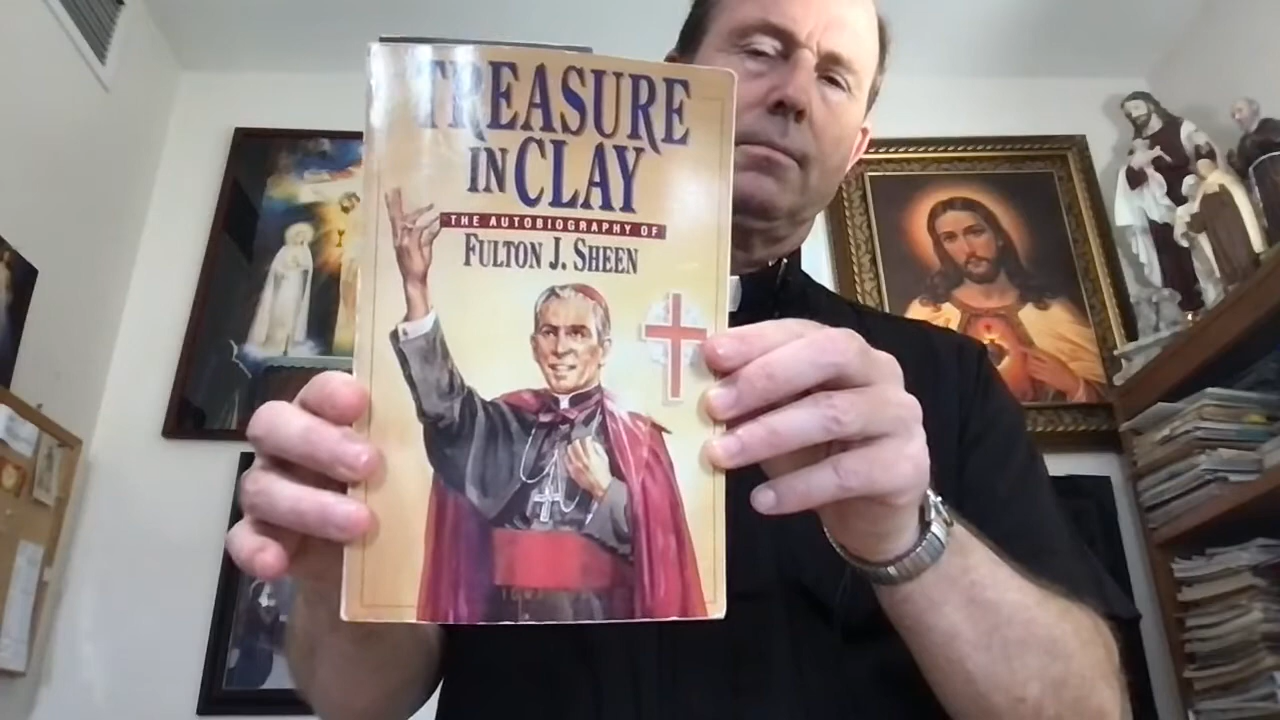 TREASURE
IN CLAY
THE AUTOBIOGRAPHY OF
FULTON J. SHEEN